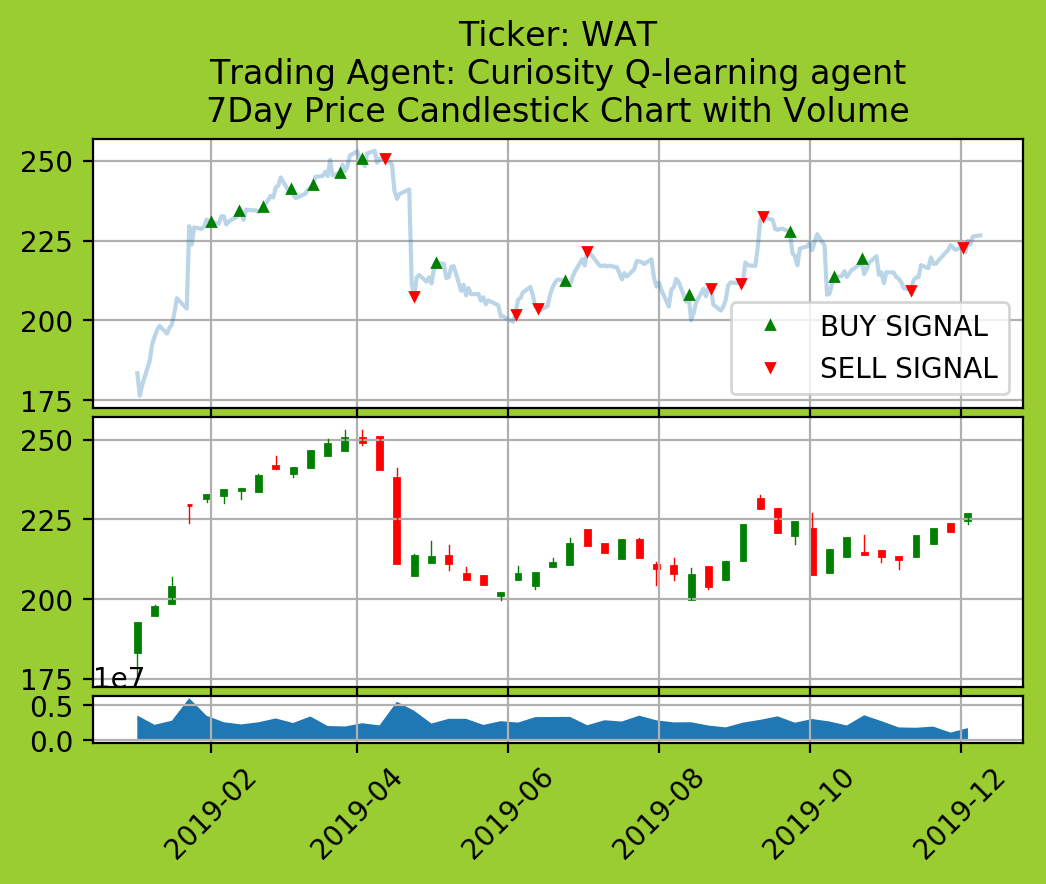 Ticker: WAT
Trading Agent: Curiosity Q-learning agent
7Day Price Candlestick Chart with Volume
250
225
200
175
BUY SIGNAL
SELL SIGNAL
250
225
200
175
1e7
0.5
0.0
2019-02
2019-04
2019-06
2019-08
2019-10
2019-12